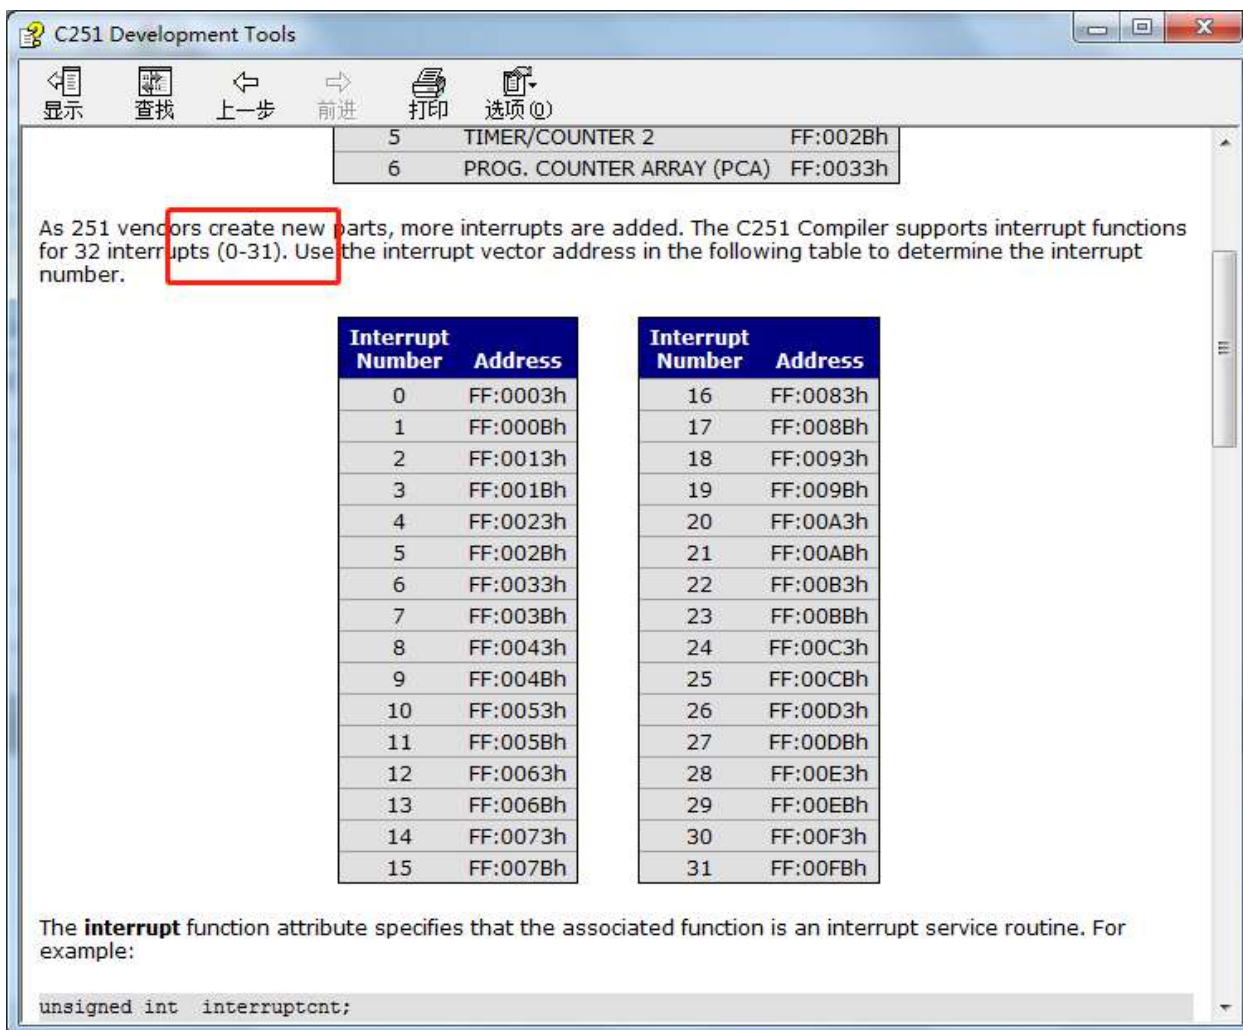 C251 Development Tools
显示 查找 上一步 前进 打印 选项(O)
5 TIMER/COUNTER 2 FF:002Bh
6 PROG. COUNTER ARRAY (PCA) FF:0033h
As 251 vendors create new parts, more interrupts are added. The C251 Compiler supports interrupt functions
for 32 interrupts (0-31). Use the interrupt vector address in the following table to determine the interrupt
number.
Interrupt Number Address
0 FF:0003h
1 FF:000Bh
2 FF:0013h
3 FF:001Bh
4 FF:0023h
5 FF:002Bh
6 FF:0033h
7 FF:003Bh
8 FF:0043h
9 FF:004Bh
10 FF:0053h
11 FF:005Bh
12 FF:0063h
13 FF:006Bh
14 FF:0073h
15 FF:007Bh
Interrupt Number Address
16 FF:0083h
17 FF:008Bh
18 FF:0093h
19 FF:009Bh
20 FF:00A3h
21 FF:00ABh
22 FF:00B3h
23 FF:00BBh
24 FF:00C3h
25 FF:00CBh
26 FF:00D3h
27 FF:00DBh
28 FF:00E3h
29 FF:00EBh
30 FF:00F3h
31 FF:00FBh
The interrupt function attribute specifies that the associated function is an interrupt service routine. For
example:
unsigned int interruptcnt;